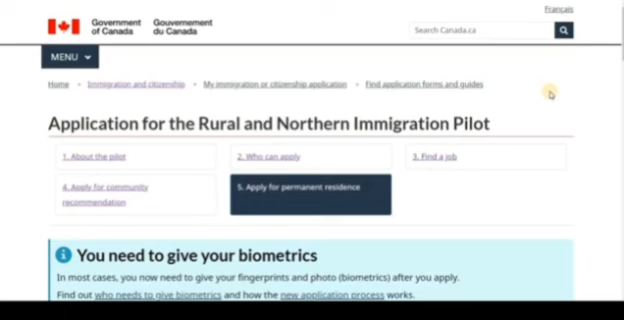 Français
Government of Canada
Gouvernement du Canada
Search Canada.ca
MENU
Home
Immigration and citizenship
My immigration or citizenship application
Find application forms and guides
Application for the Rural and Northern Immigration Pilot
1. About the pilot
2. Who can apply
3. Find a job
4. Apply for community
recommendation
5. Apply for permanent residence
You need to give your biometrics
In most cases, you now need to give your fingerprints and photo (biometrics) after you apply.
Find out who needs to give biometrics and how the new application process works.